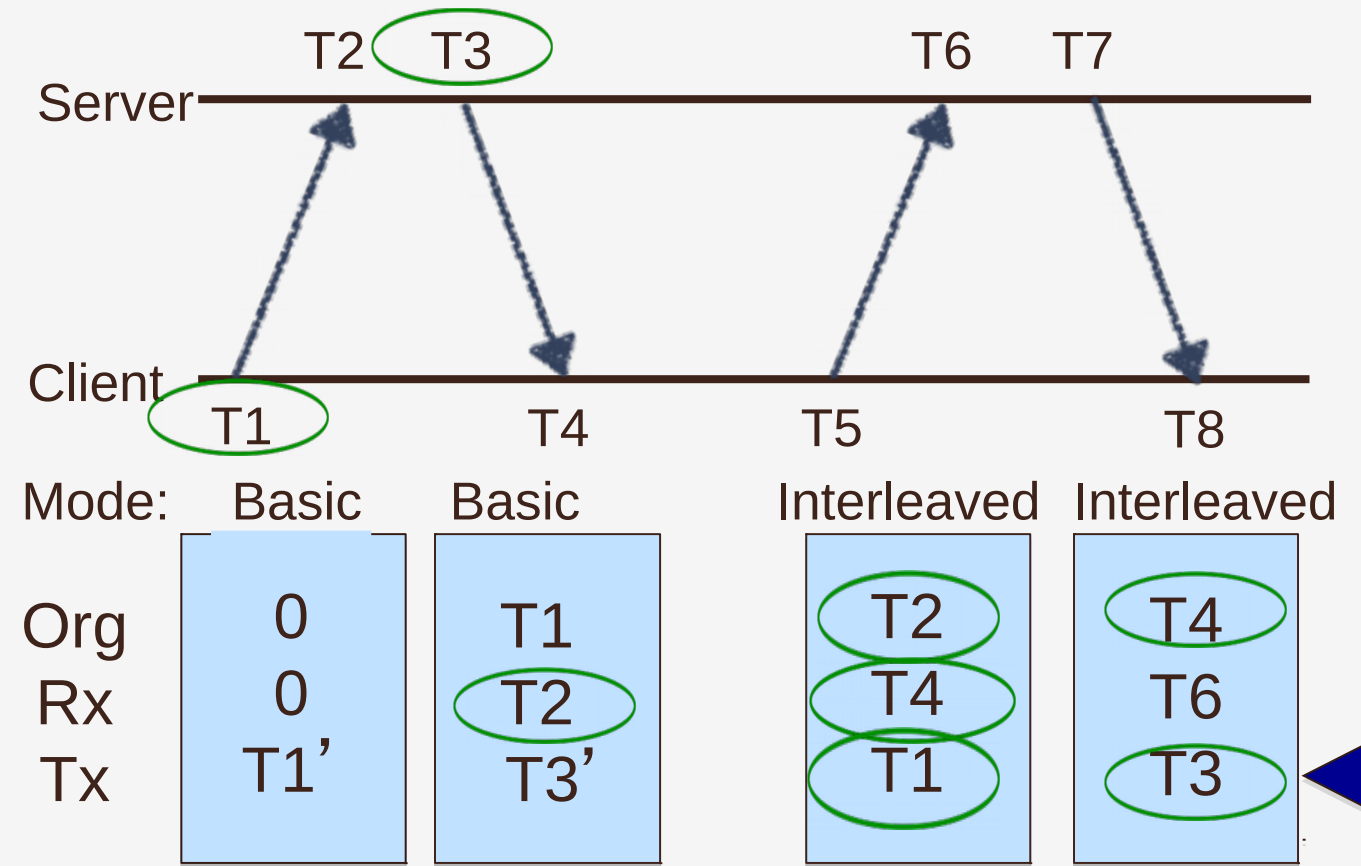 T2 T3 T6 T7
Server
Client
T1 T4 T5 T8
Mode: Basic Basic Interleaved Interleaved
Org 0 T1 T2 T4
Rx 0 T2 T4 T6
Tx T1’ T3’ T1 T3